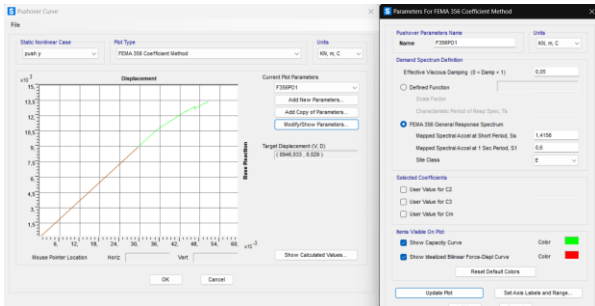 Pushover Curve
File
Static Nonlinear Case
push y
Plot Type
FEMA 356 Coefficient Method
Units
KN, m, C
Displacement
x10 3
15,
13,5
12,
10,5
9,
7,5
6,
4,5
3,
1,5
6, 12, 18, 24, 30, 36, 42, 48, 54, 60,
x10 -3
Base Reaction
Mouse Pointer Location Horiz Vert
Current Plot Parameters
F356PO1
Add New Parameters...
Add Copy of Parameters...
Modify/Show Parameters...
Target Displacement (V, D)
( 8946,833 , 0,029 )
Show Calculated Values...
OK
Cancel
Parameters For FEMA 356 Coefficient Method
Pushover Parameters Name
Name F356PO1
Units
KN, m, C
Demand Spectrum Definition
Effective Viscous Damping (0 < Damp < 1) 0,05
Defined Function
Scale Factor
Characteristic Period of Resp Spec, Ts
FEMA 356 General Response Spectrum
Mapped Spectral Accel at Short Period, Ss 1,4156
Mapped Spectral Accel at 1 Sec Period, S1 0,6
Site Class E
Selected Coefficients
User Value for C2
User Value for C3
User Value for Cm
Items Visible On Plot
Show Capacity Curve Color
Show Idealized Bilinear Force-Displ Curve Color
Reset Default Colors
Update Plot
Set Axis Labels and Range...